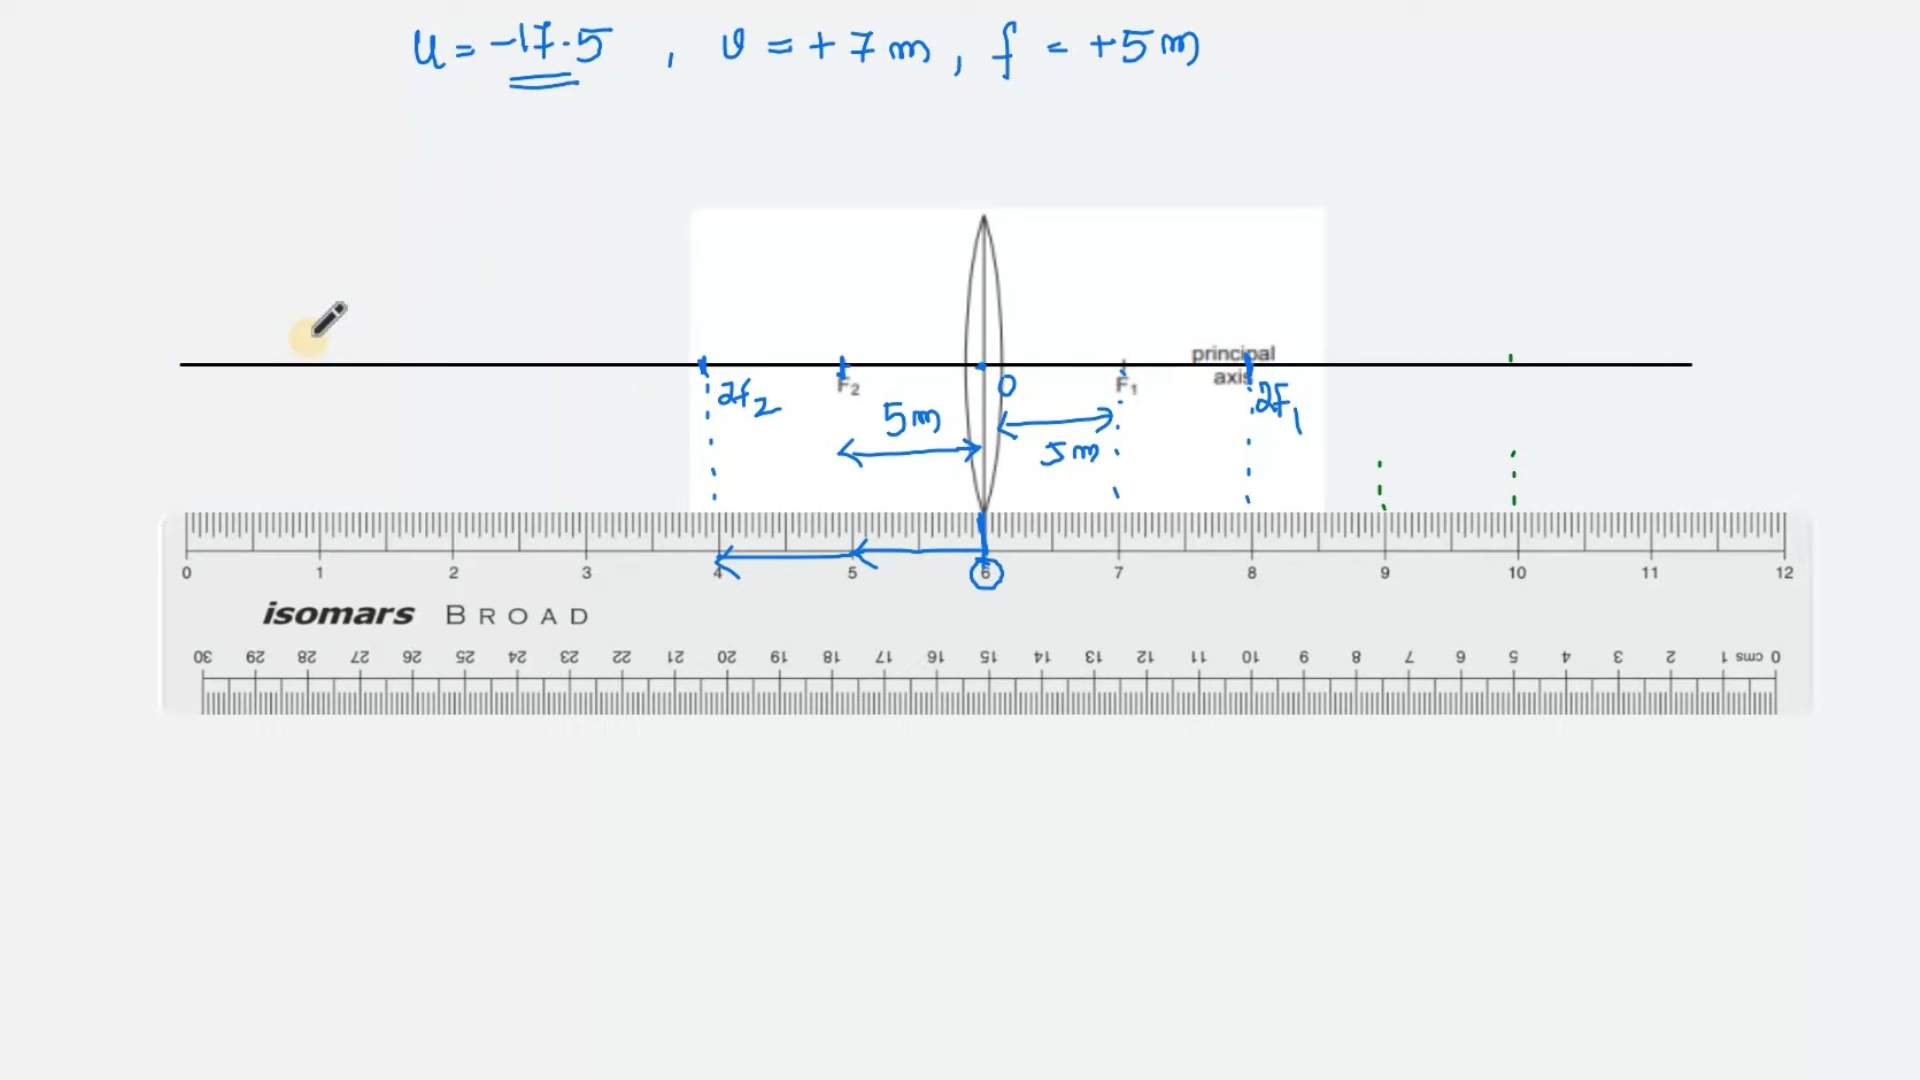 u = -17.5 , v = +7m, f = +5m
principal
axis
F₂ O F₁
2f₂ 2F₁
5m 5m
0 1 2 3 4 5 6 7 8 9 10 11 12
isomars BROAD
30 29 28 27 26 25 24 23 22 21 20 19 18 17 16 15 14 13 12 11 10 9 8 7 6 5 4 3 2 1 cms 0